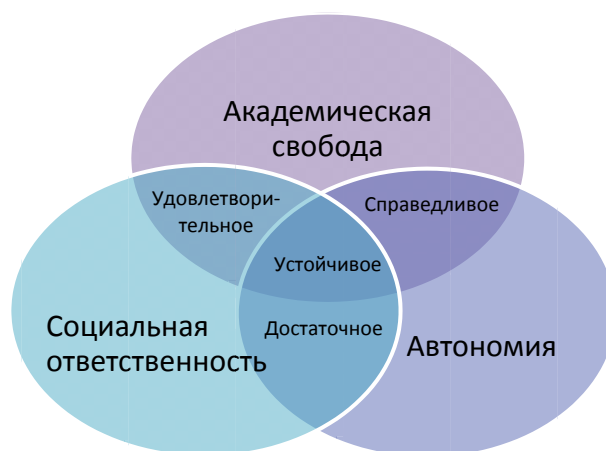 Академическая
свобода
Удовлетвори-
тельное
Справедливое
Устойчивое
Социальная
ответственность
Достаточное
Автономия